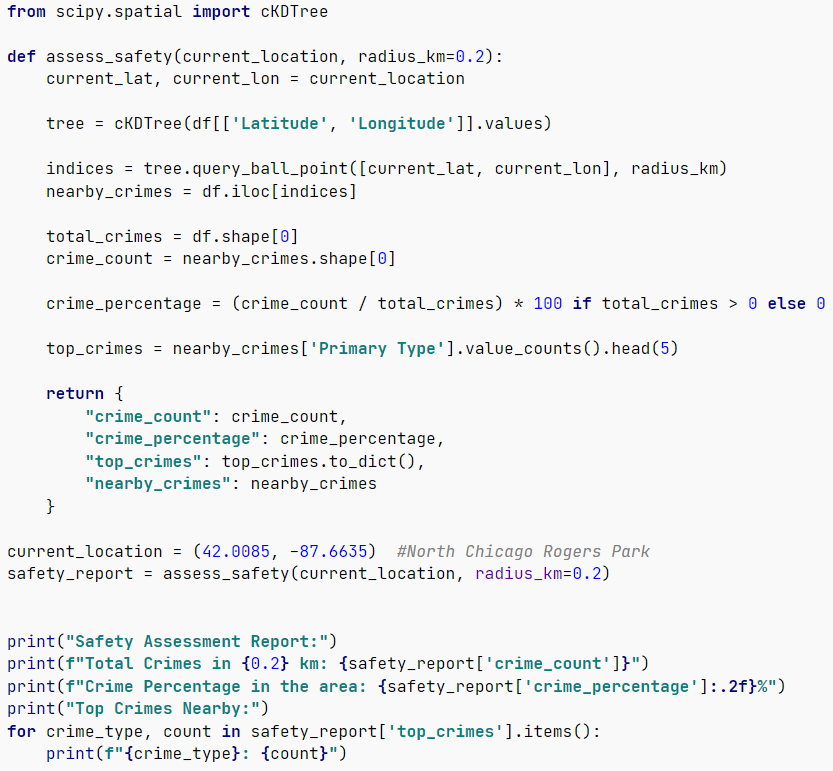 from scipy.spatial import cKDTree
def assess_safety(current_location, radius_km=0.2):
    current_lat, current_lon = current_location
    tree = cKDTree(df[['Latitude', 'Longitude']].values)
    indices = tree.query_ball_point([current_lat, current_lon], radius_km)
    nearby_crimes = df.iloc[indices]
    total_crimes = df.shape[0]
    crime_count = nearby_crimes.shape[0]
    crime_percentage = (crime_count / total_crimes) * 100 if total_crimes > 0 else 0
    top_crimes = nearby_crimes['Primary Type'].value_counts().head(5)
    return {
        "crime_count": crime_count,
        "crime_percentage": crime_percentage,
        "top_crimes": top_crimes.to_dict(),
        "nearby_crimes": nearby_crimes
    }
current_location = (42.0085, -87.6635)  #North Chicago Rogers Park
safety_report = assess_safety(current_location, radius_km=0.2)
print("Safety Assessment Report:")
print(f"Total Crimes in {0.2} km: {safety_report['crime_count']}")
print(f"Crime Percentage in the area: {safety_report['crime_percentage']:.2f}%")
print("Top Crimes Nearby:")
for crime_type, count in safety_report['top_crimes'].items():
    print(f"{crime_type}: {count}")